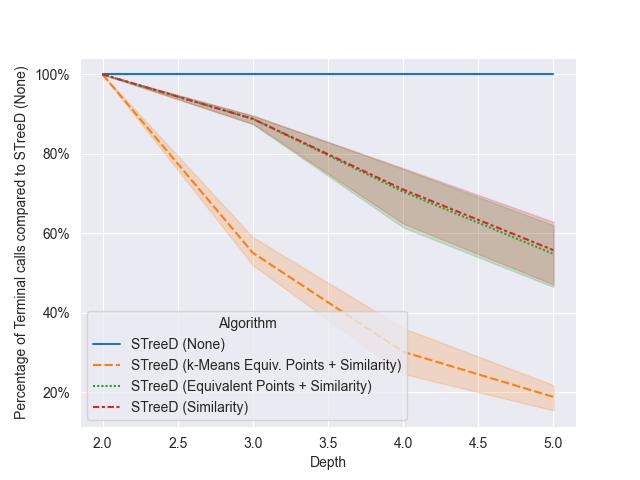 Percentage of Terminal calls compared to STreeD (None)
100%
80%
60%
40%
20%
Algorithm
STreeD (None)
STreeD (k-Means Equiv. Points + Similarity)
STreeD (Equivalent Points + Similarity)
STreeD (Similarity)
2.0 2.5 3.0 3.5 4.0 4.5 5.0
Depth